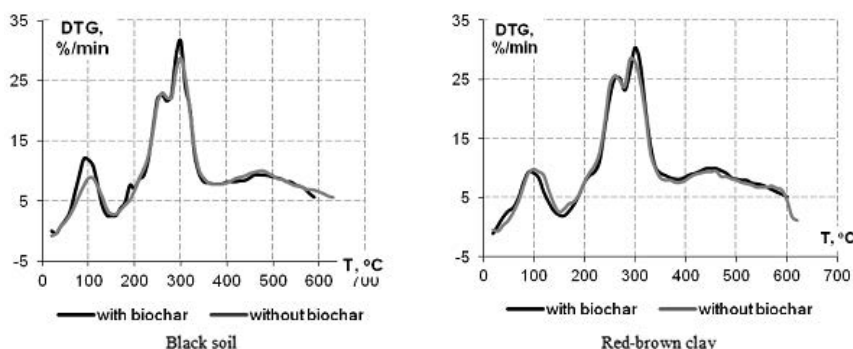 DTG,
%/min
35
25
15
5
-5
0 100 200 300 400 500 600 700
T, ºC
with biochar without biochar
Black soil
DTG,
%/min
35
25
15
5
-5
0 100 200 300 400 500 600 700
T, ºC
with biochar without biochar
Red-brown clay